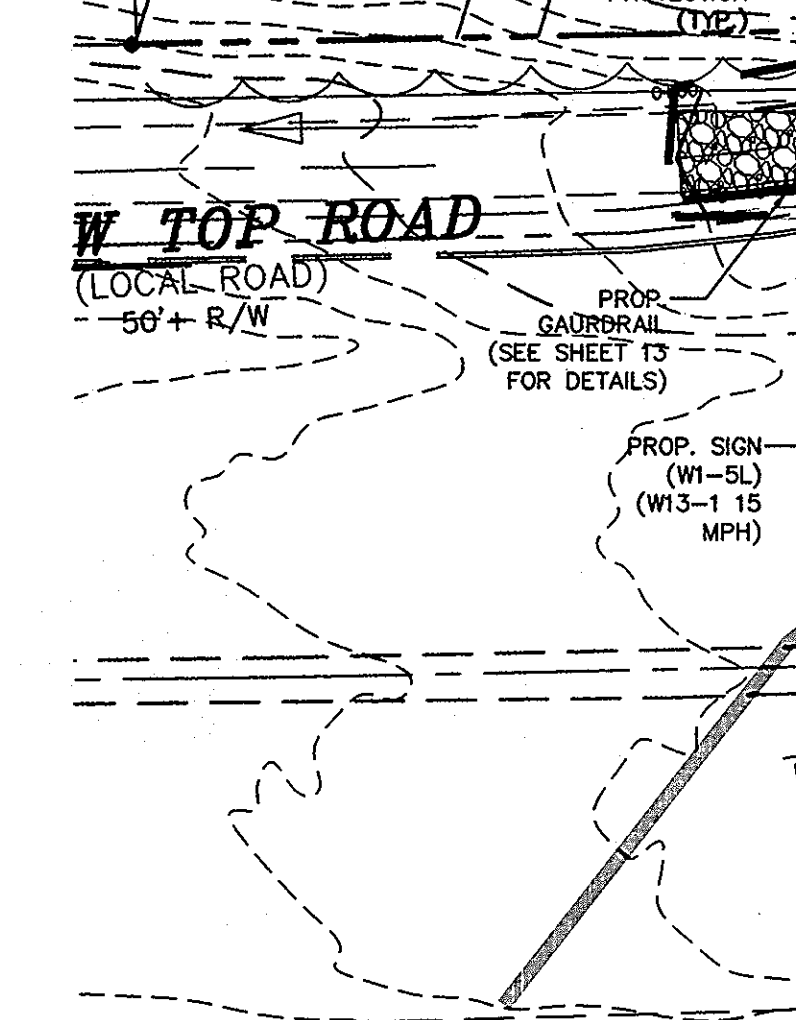 (TYP.)
W TOP ROAD
(LOCAL ROAD)
50'+ R/W
PROP.
GAURDRAIL
(SEE SHEET 13
FOR DETAILS)
PROP. SIGN
(W1-5L)
(W13-1 15
MPH)